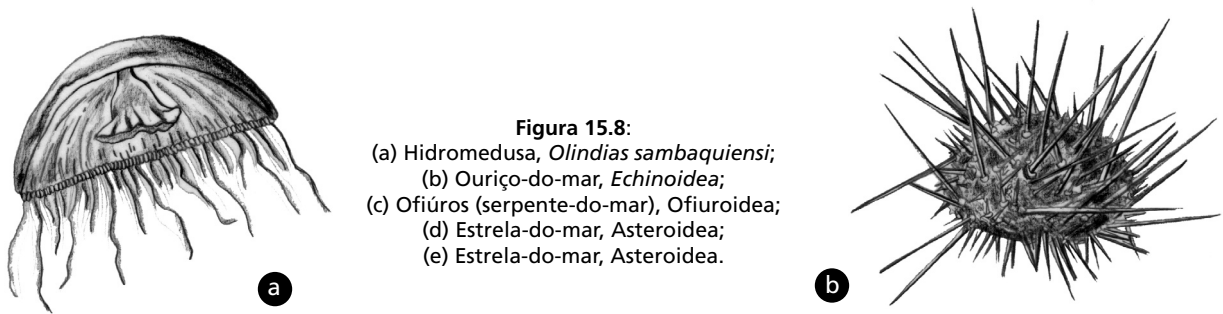 Figura 15.8:
(a) Hidromedusa, Olindias sambaquiensi;
(b) Ouriço-do-mar, Echinoidea;
(c) Ofiúros (serpente-do-mar), Ofiuroidea;
(d) Estrela-do-mar, Asteroidea;
(e) Estrela-do-mar, Asteroidea.
a
b